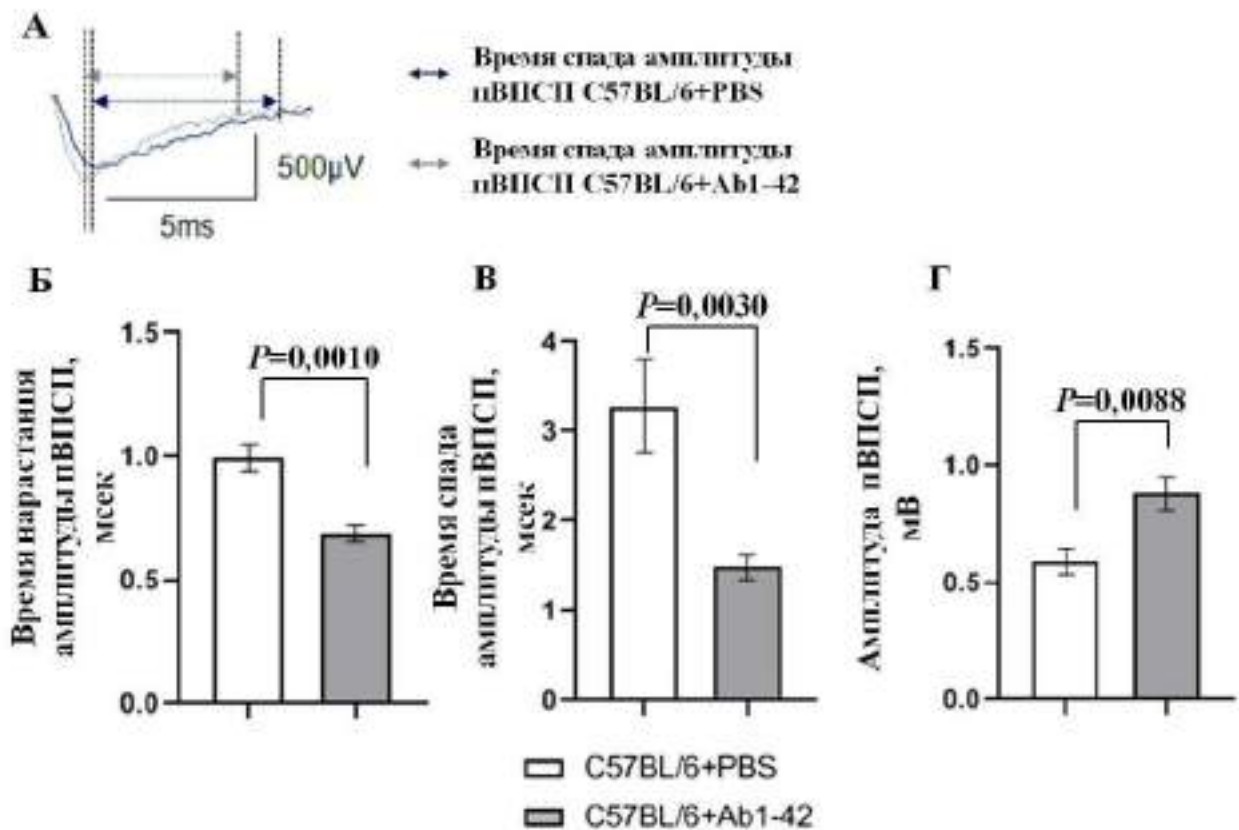 А
Время спада амплитуды
пВПСП C57BL/6+PBS
Время спада амплитуды
пВПСП C57BL/6+Ab1-42
500µV
5ms
Б
Время нарастания
амплитуды пВПСП,
мсек
1.5
1.0
0.5
0.0
P=0,0010
В
Время спада
амплитуды пВПСП,
мсек
4
3
2
1
0
P=0,0030
Г
Амплитуда пВПСП,
мВ
1.5
1.0
0.5
0.0
P=0,0088
C57BL/6+PBS
C57BL/6+Ab1-42